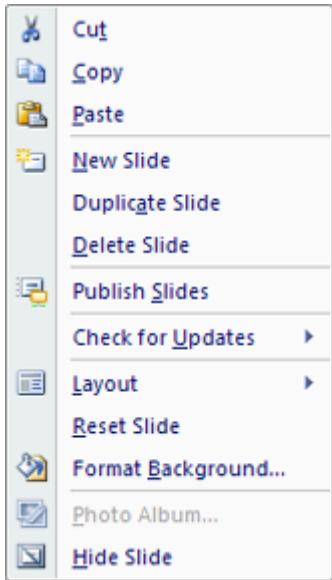 Cut
Copy
Paste
New Slide
Duplicate Slide
Delete Slide
Publish Slides
Check for Updates
Layout
Reset Slide
Format Background...
Photo Album...
Hide Slide